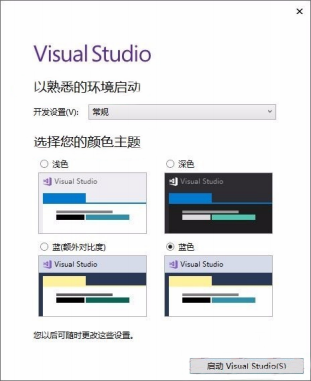 Visual Studio
以熟悉的环境启动
开发设置(V): 常规
选择您的颜色主题
浅色 深色
Visual Studio Visual Studio
蓝(额外对比度) 蓝色
Visual Studio Visual Studio
您以后可随时更改这些设置。
启动 Visual Studio(S)